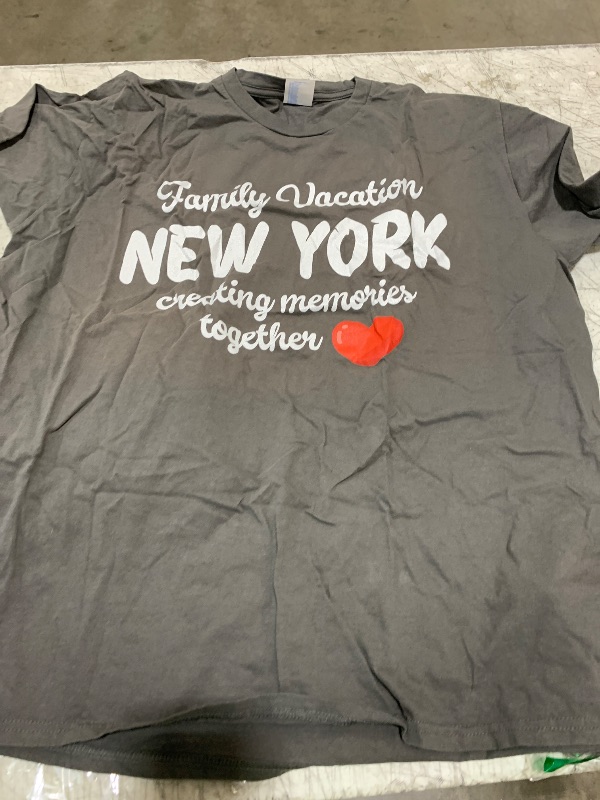 Family Vacation
NEW YORK
creating memories
together